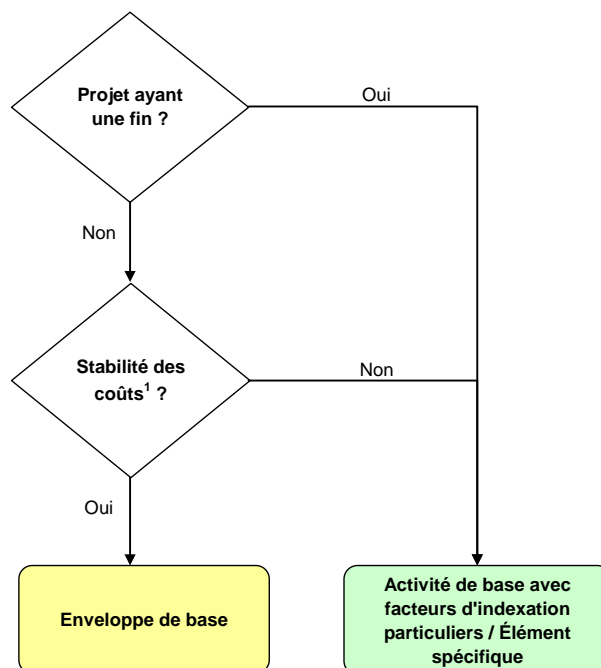 Projet ayant
une fin ?
Oui
Non
Stabilité des
coûts¹ ?
Non
Oui
Enveloppe de base
Activité de base avec
facteurs d'indexation
particuliers / Élément
spécifique